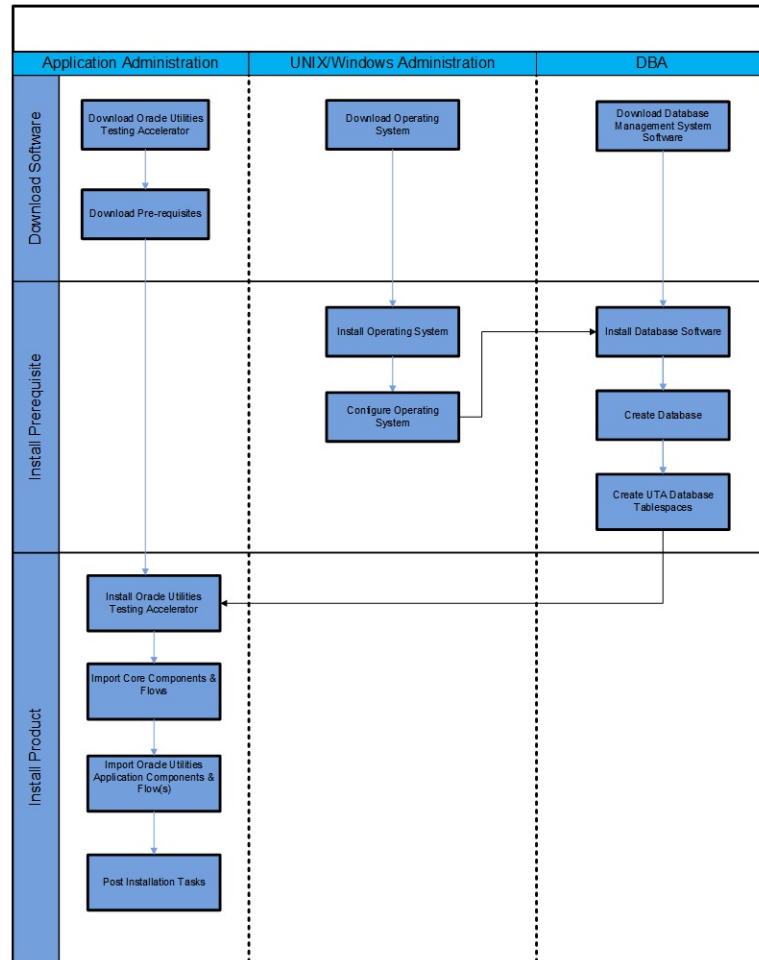 Application Administration
UNIX/Windows Administration
DBA
Download Software
Download Oracle Utilities
Testing Accelerator
Download Operating
System
Download Database
Management System
Software
Download Pre-requisites
Install Prerequisite
Install Operating System
Install Database Software
Configure Operating
System
Create Database
Create UTA Database
Tablespaces
Install Product
Install Oracle Utilities
Testing Accelerator
Import Core Components &
Flows
Import Oracle Utilities
Application Components &
Flow(s)
Post Installation Tasks